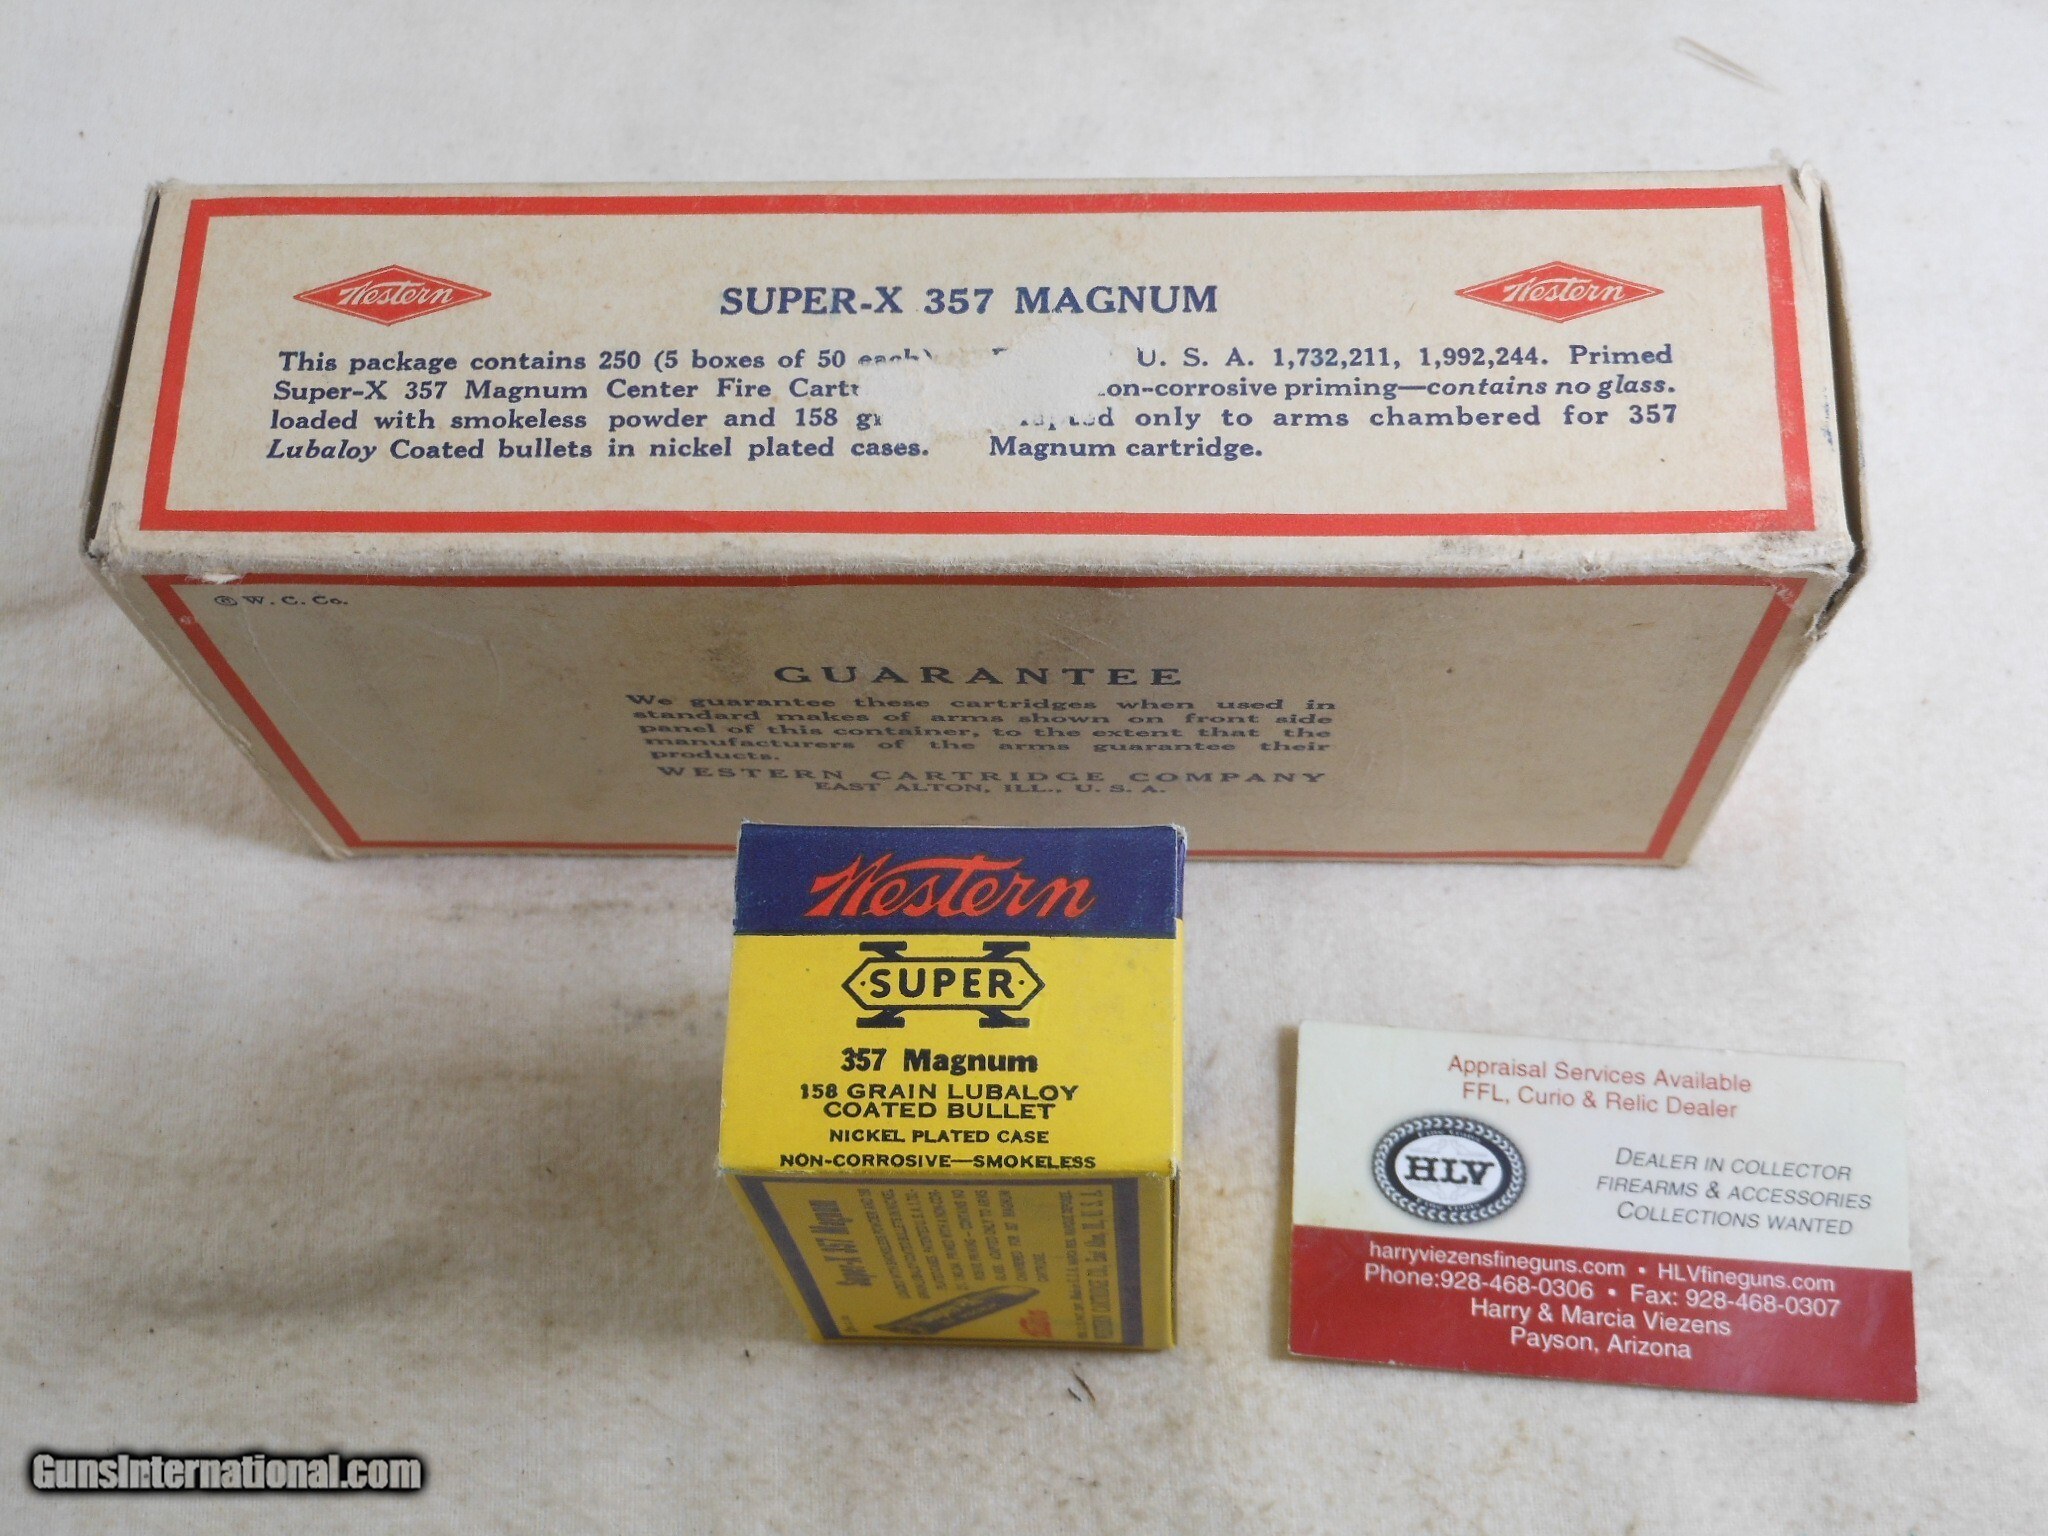 Western
SUPER-X 357 MAGNUM
Western
This package contains 250 (5 boxes of 50 each)
Super-X 357 Magnum Center Fire
loaded with smokeless powder and 158
Lubaloy Coated bullets in nickel plated cases.
U. S. A. 1,732,211, 1,992,244. Primed
on-corrosive priming—contains no glass.
only to arms chambered for 357
Magnum cartridge.
® W. C. Co.
GUARANTEE
We guarantee these cartridges when used in
standard makes of arms shown on front side
panel of this container, to the extent that the
manufacturers of the arms guarantee their
products.
WESTERN CARTRIDGE COMPANY
EAST ALTON, ILL., U. S. A.
Western
SUPER X
357 Magnum
158 GRAIN LUBALOY
COATED BULLET
NICKEL PLATED CASE
NON-CORROSIVE—SMOKELESS
Super-X 357 Magnum
Appraisal Services Available
FFL, Curio & Relic Dealer
HLV
DEALER IN COLLECTOR
FIREARMS & ACCESSORIES
COLLECTIONS WANTED
harryviezensfineguns.com • HLVfineguns.com
Phone:928-468-0306 • Fax: 928-468-0307
Harry & Marcia Viezens
Payson, Arizona
GunsInternational.com